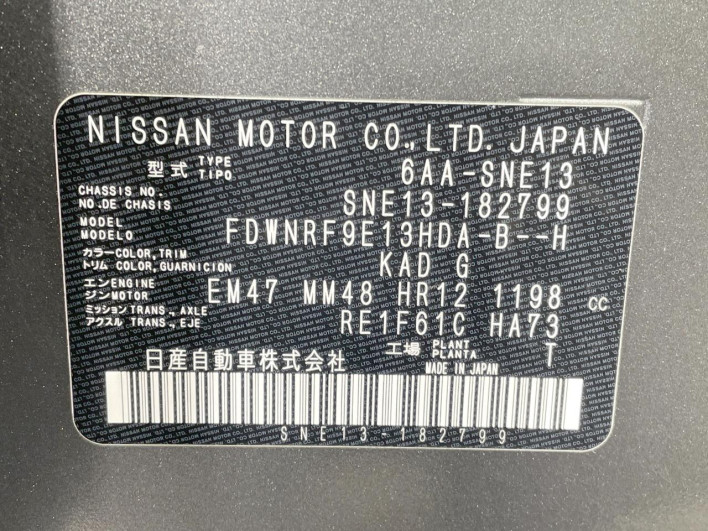 NISSAN MOTOR CO.,LTD. JAPAN
型式 TYPE TIPO 6AA-SNE13
CHASSIS NO. NO.DE CHASIS SNE13-182799
MODEL MODELO FDWNRF9E13HDA-B--H
カラー COLOR,TRIM トリム COLOR,GUARNICION KAD G
エンジン ENGINE MOTOR EM47 MM48 HR12 1198 cc
ミッション TRANS.,AXLE アクスル TRANS.,EJE RE1F61C HA73
工場 PLANT PLANTA T
日産自動車株式会社 MADE IN JAPAN
SNE13-182799